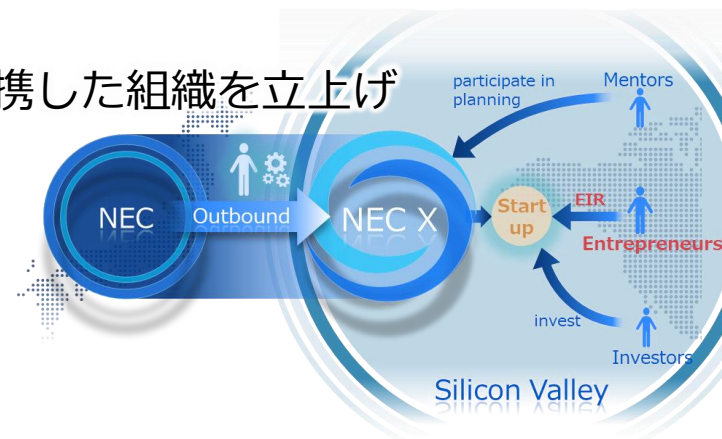 携した組織を立上げ
participate in
planning
Mentors
NEC
Outbound
NEC X
Start
up
EIR
Entrepreneurs
invest
Investors
Silicon Valley